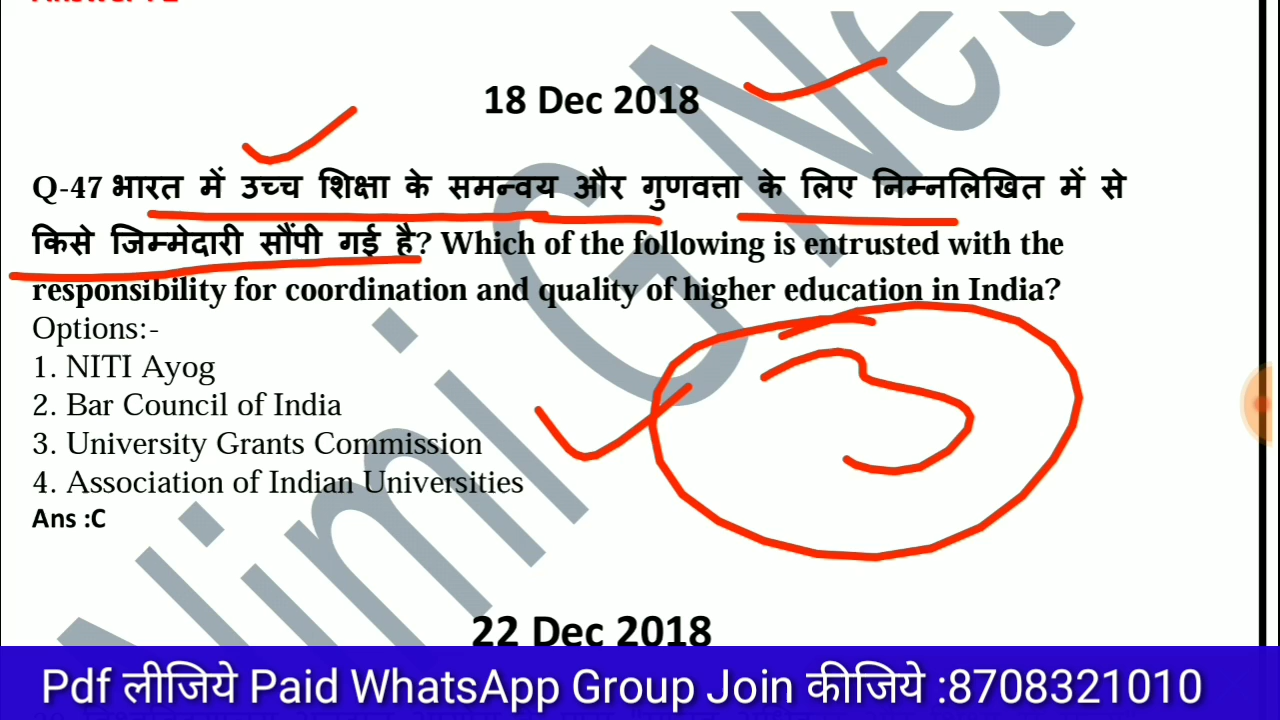 18 Dec 2018
Q-47 भारत में उच्च शिक्षा के समन्वय और गुणवत्ता के लिए निम्नलिखित में से
किसे जिम्मेदारी सौंपी गई है? Which of the following is entrusted with the
responsibility for coordination and quality of higher education in India?
Options:-
1. NITI Ayog
2. Bar Council of India
3. University Grants Commission
4. Association of Indian Universities
Ans :C
3
22 Dec 2018
Pdf लीजिये Paid WhatsApp Group Join कीजिये :8708321010